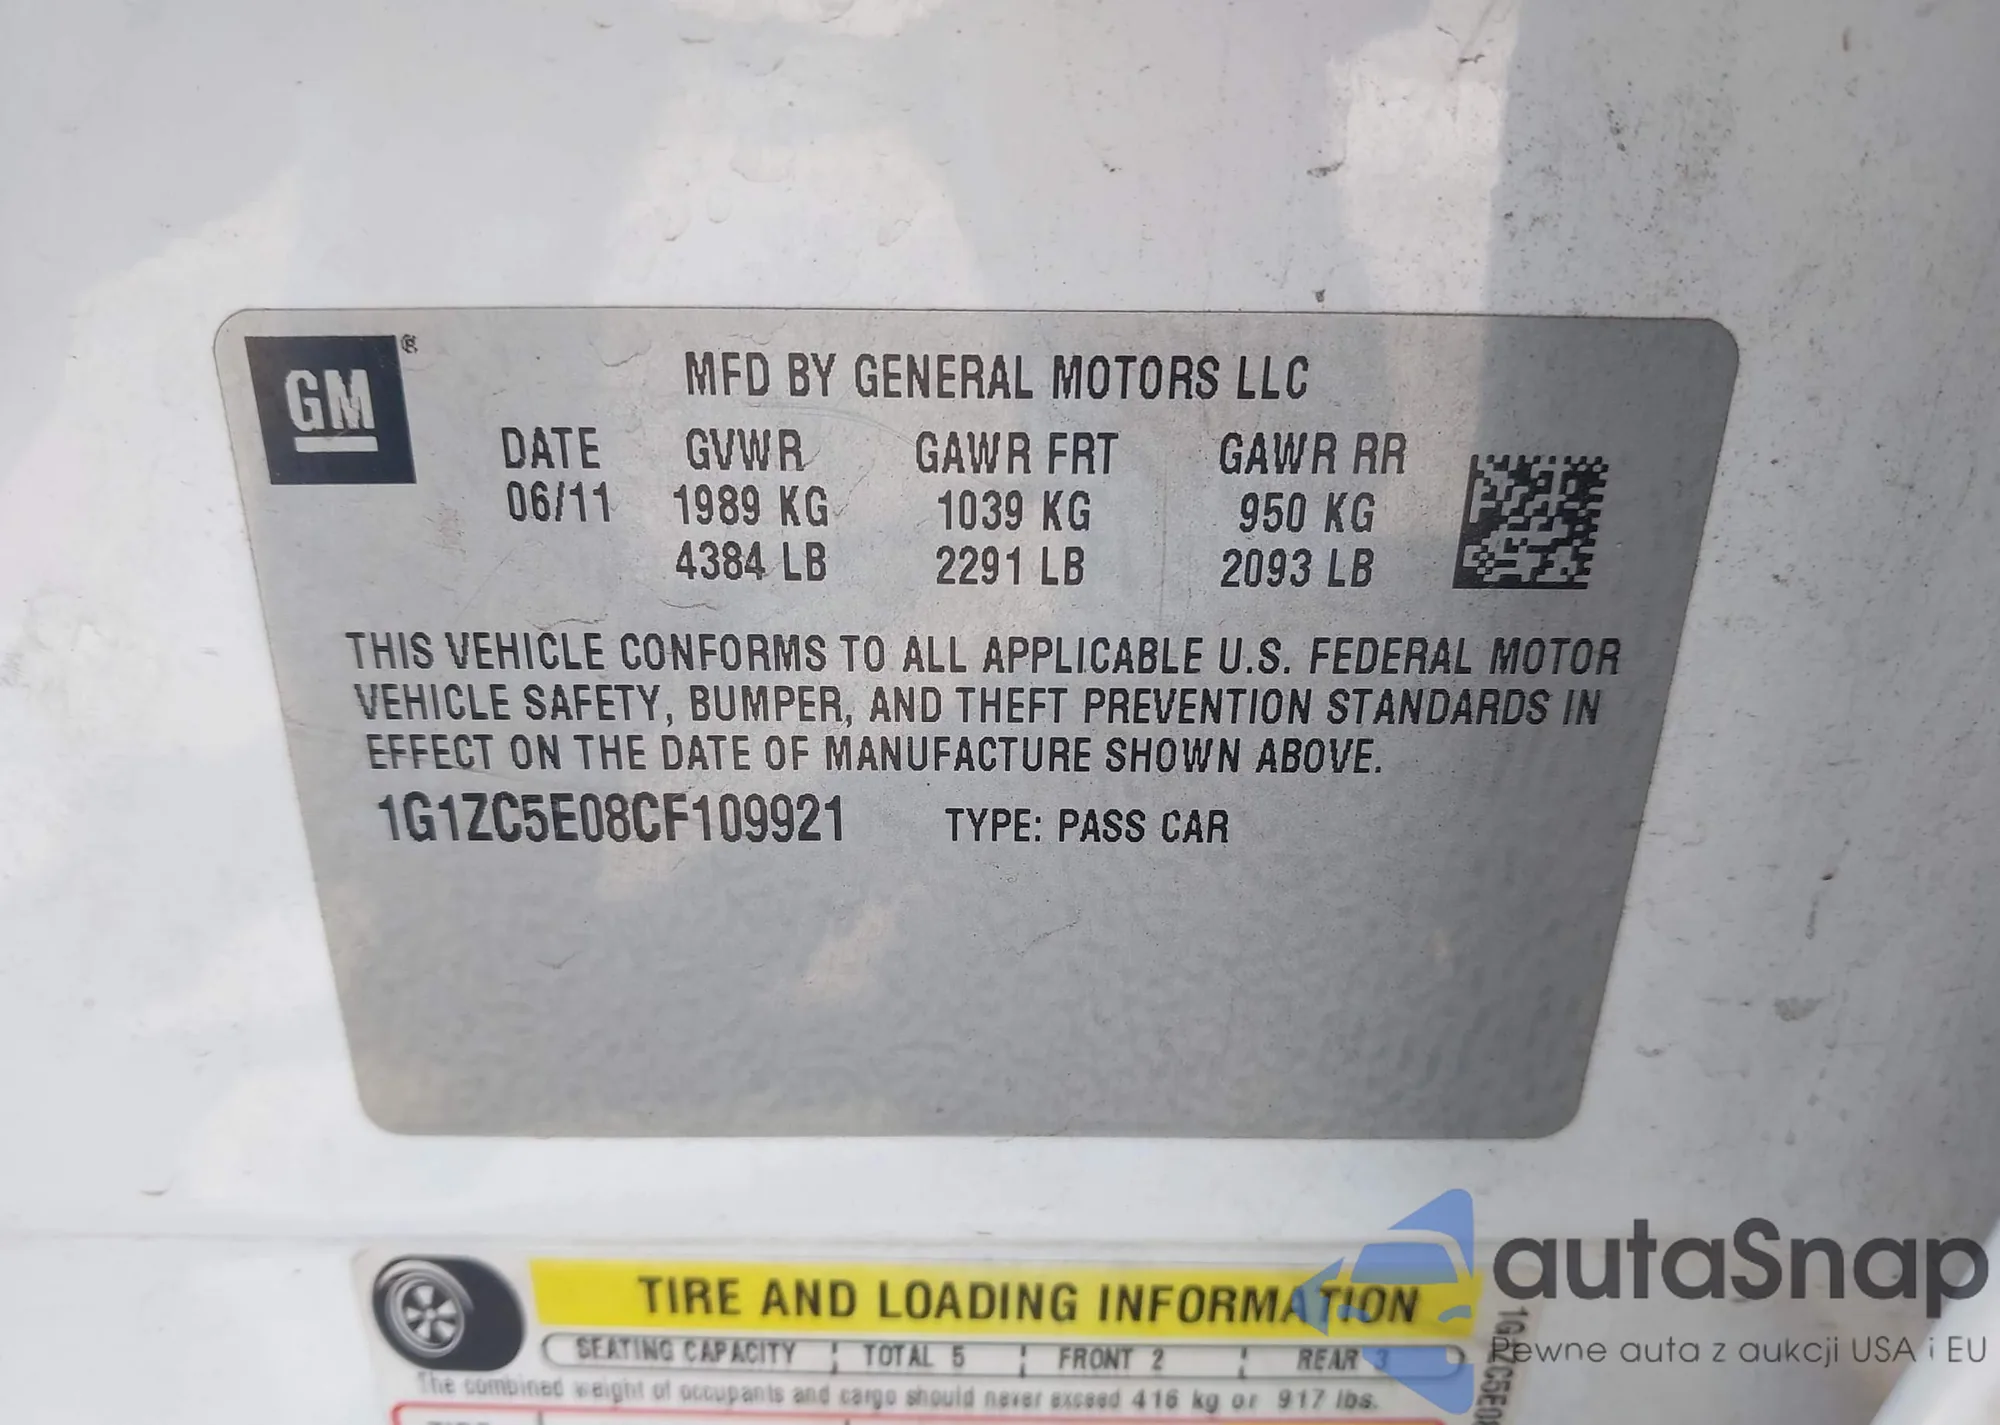 GM
®
MFD BY GENERAL MOTORS LLC
DATE GVWR GAWR FRT GAWR RR
06/11 1989 KG 1039 KG 950 KG
4384 LB 2291 LB 2093 LB
THIS VEHICLE CONFORMS TO ALL APPLICABLE U.S. FEDERAL MOTOR
VEHICLE SAFETY, BUMPER, AND THEFT PREVENTION STANDARDS IN
EFFECT ON THE DATE OF MANUFACTURE SHOWN ABOVE.
1G1ZC5E08CF109921 TYPE: PASS CAR
TIRE AND LOADING INFORMATION
SEATING CAPACITY TOTAL 5 FRONT 2 REAR 3
The combined weight of occupants and cargo should never exceed 416 kg or 917 lbs.
autaSnap
Pewne auta z aukcji USA i EU